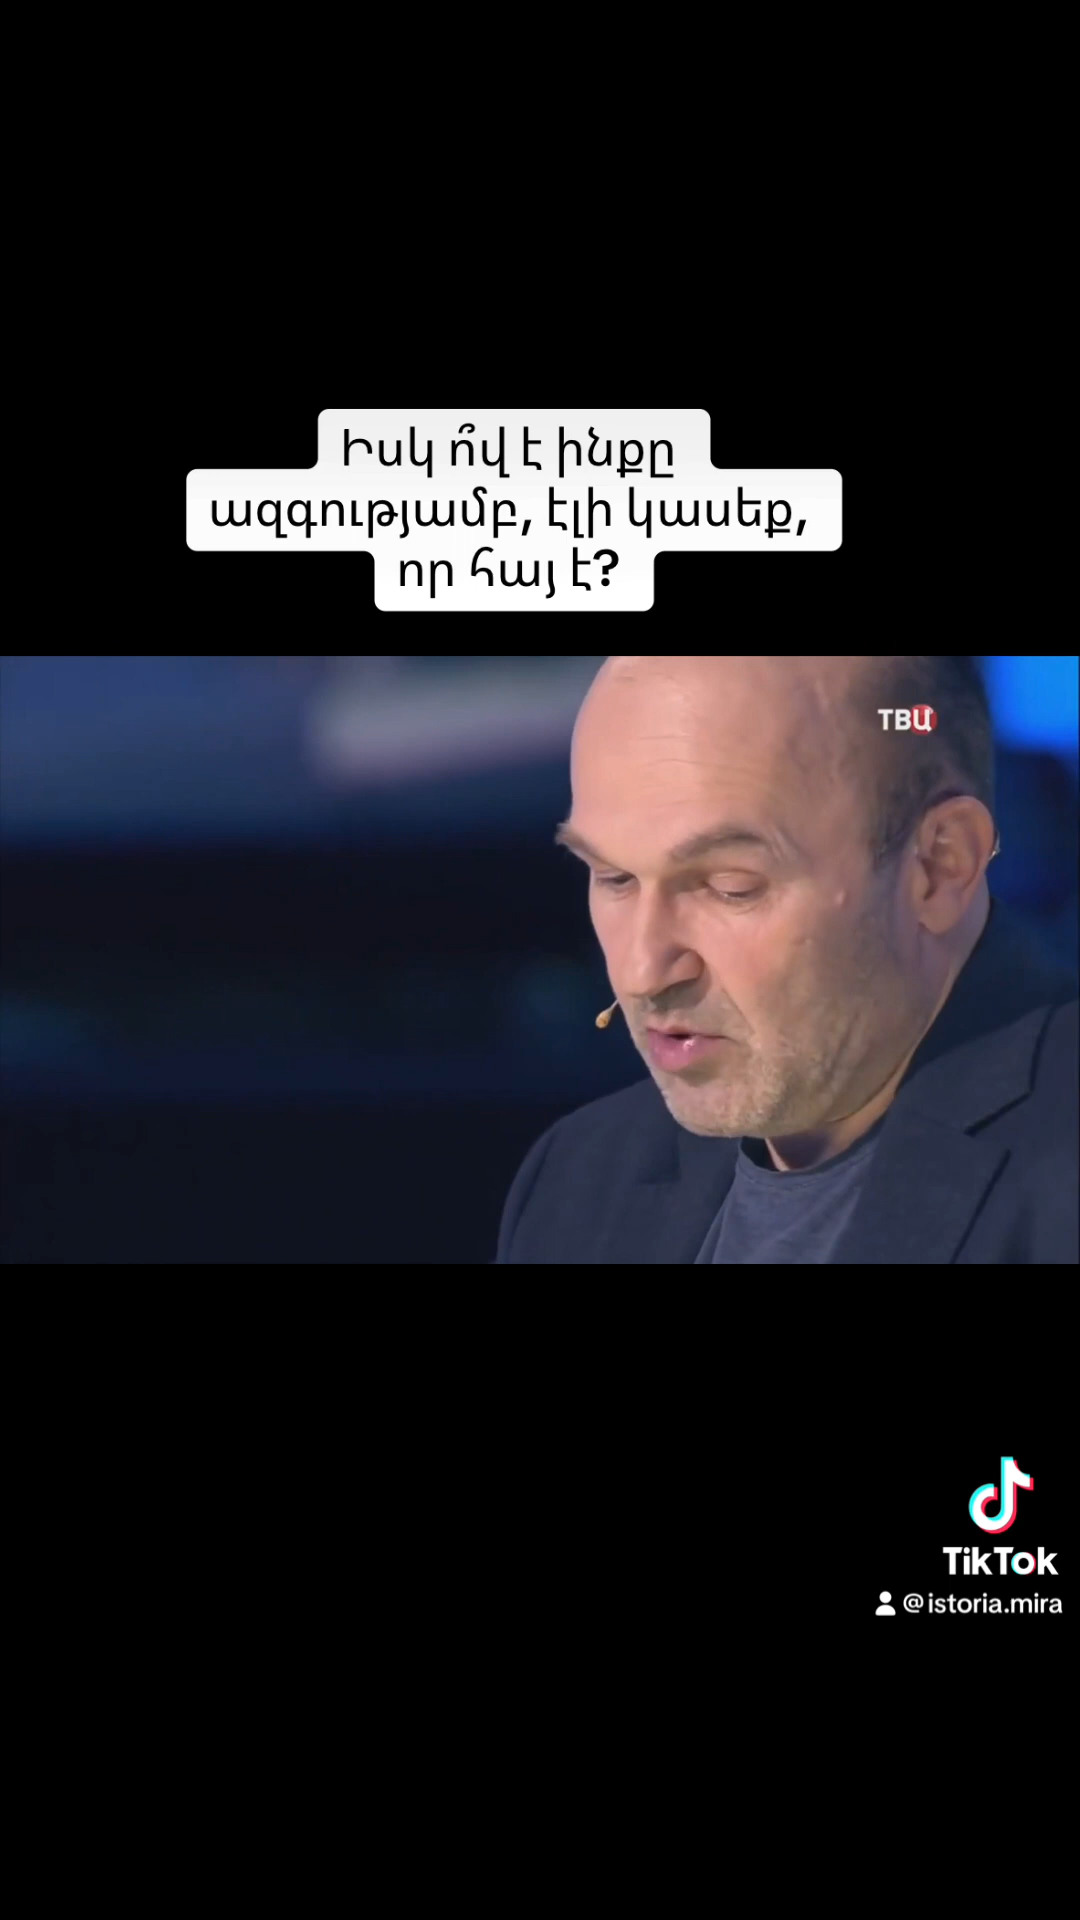 Իսկ ո՞վ է ինքը
ազգությամբ, էլի կասեք,
որ հայ է?
ТВЦ
TikTok
@istoria.mira